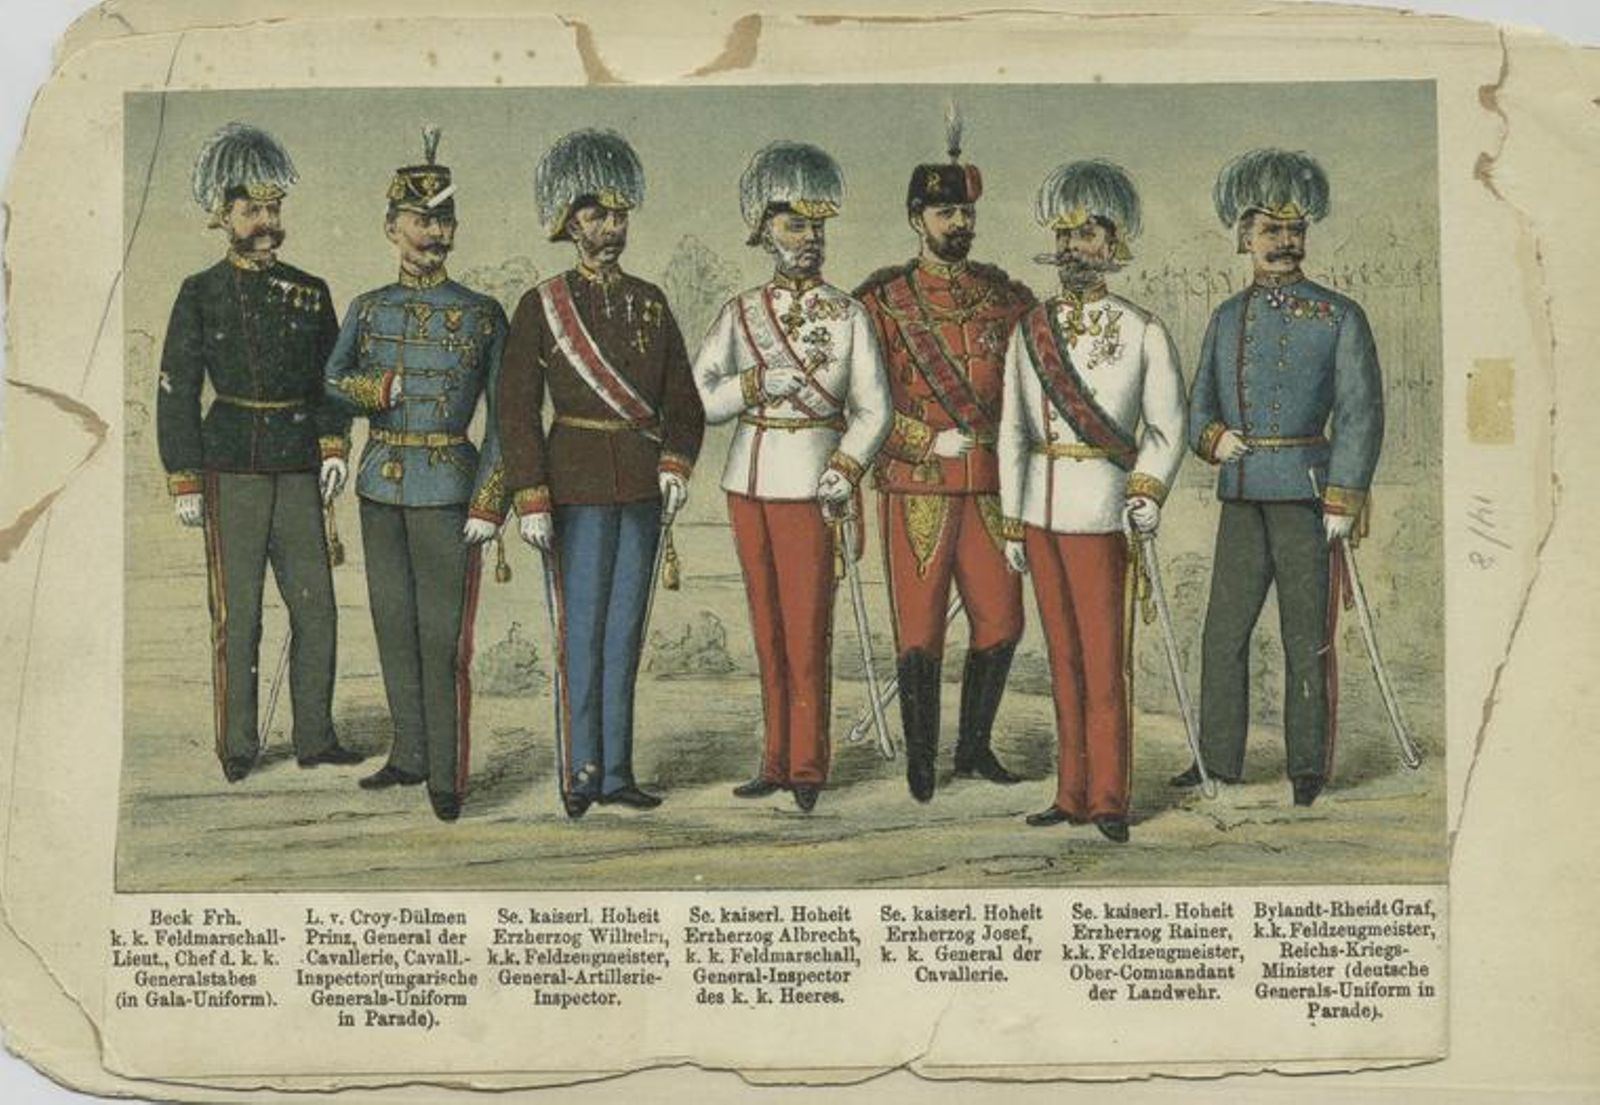 Beck Frh.
k. k. Feldmarschall-
Lieut., Chef d. k. k.
Generalstabes
(in Gala-Uniform).
L. v. Croy-Dülmen
Prinz, General der
Cavallerie, Cavall.-
Inspector(ungarische
Generals-Uniform
in Parade).
Se. kaiserl. Hoheit
Erzherzog Wilhelm,
k.k. Feldzeugmeister,
General-Artillerie-
Inspector.
Se. kaiserl. Hoheit
Erzherzog Albrecht,
k. k. Feldmarschall,
General-Inspector
des k. k. Heeres.
Se. kaiserl. Hoheit
Erzherzog Josef,
k. k. General der
Cavallerie.
Se. kaiserl. Hoheit
Erzherzog Rainer,
k.k. Feldzeugmeister,
Ober-Commandant
der Landwehr.
Bylandt-Rheidt Graf,
k.k. Feldzeugmeister,
Reichs-Kriegs-
Minister (deutsche
Generals-Uniform in
Parade).
14/8